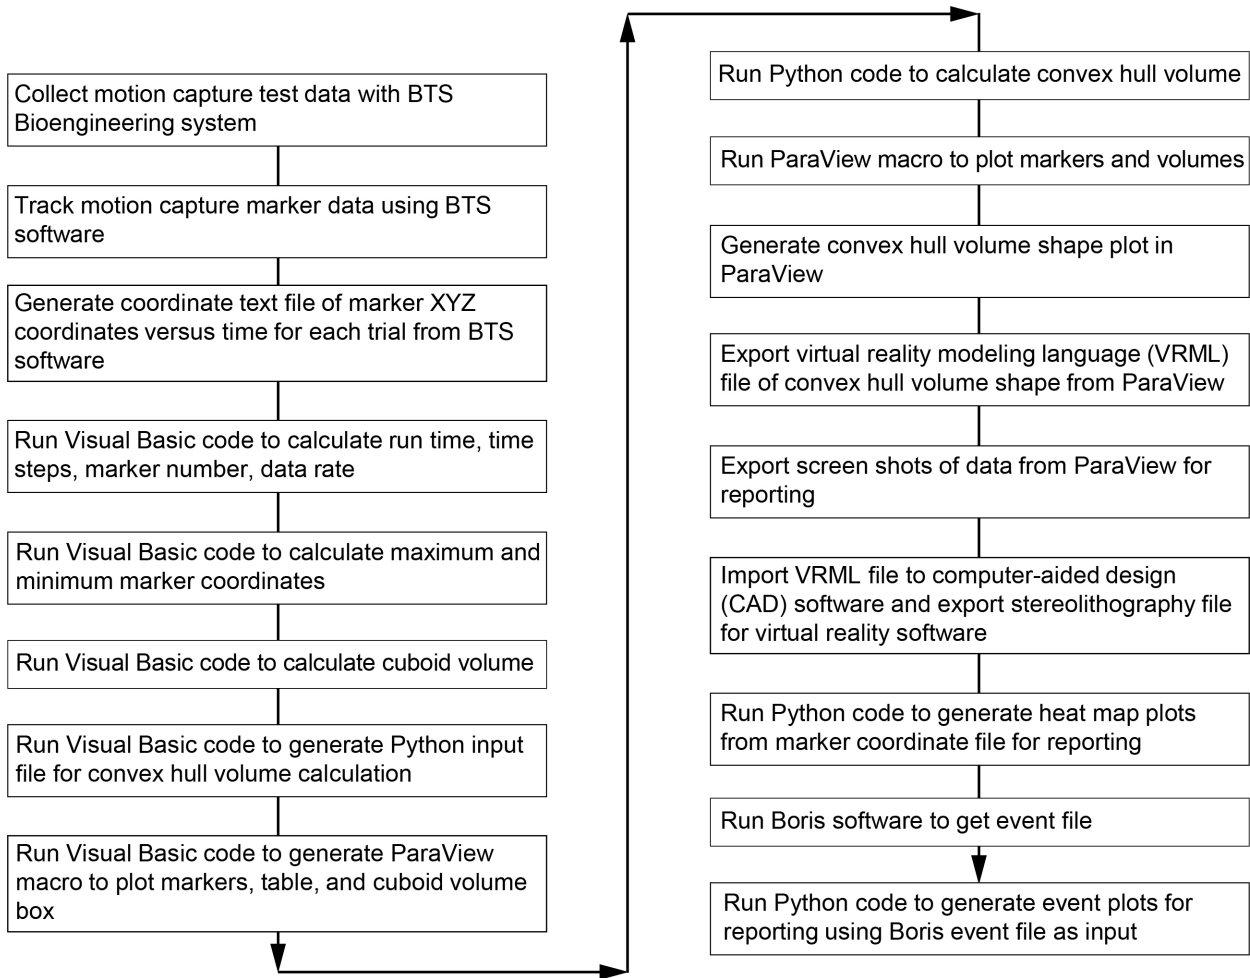 Collect motion capture test data with BTS
Bioengineering system
Track motion capture marker data using BTS
software
Generate coordinate text file of marker XYZ
coordinates versus time for each trial from BTS
software
Run Visual Basic code to calculate run time, time
steps, marker number, data rate
Run Visual Basic code to calculate maximum and
minimum marker coordinates
Run Visual Basic code to calculate cuboid volume
Run Visual Basic code to generate Python input
file for convex hull volume calculation
Run Visual Basic code to generate ParaView
macro to plot markers, table, and cuboid volume
box
Run Python code to calculate convex hull volume
Run ParaView macro to plot markers and volumes
Generate convex hull volume shape plot in
ParaView
Export virtual reality modeling language (VRML)
file of convex hull volume shape from ParaView
Export screen shots of data from ParaView for
reporting
Import VRML file to computer-aided design
(CAD) software and export stereolithography file
for virtual reality software
Run Python code to generate heat map plots
from marker coordinate file for reporting
Run Boris software to get event file
Run Python code to generate event plots for
reporting using Boris event file as input